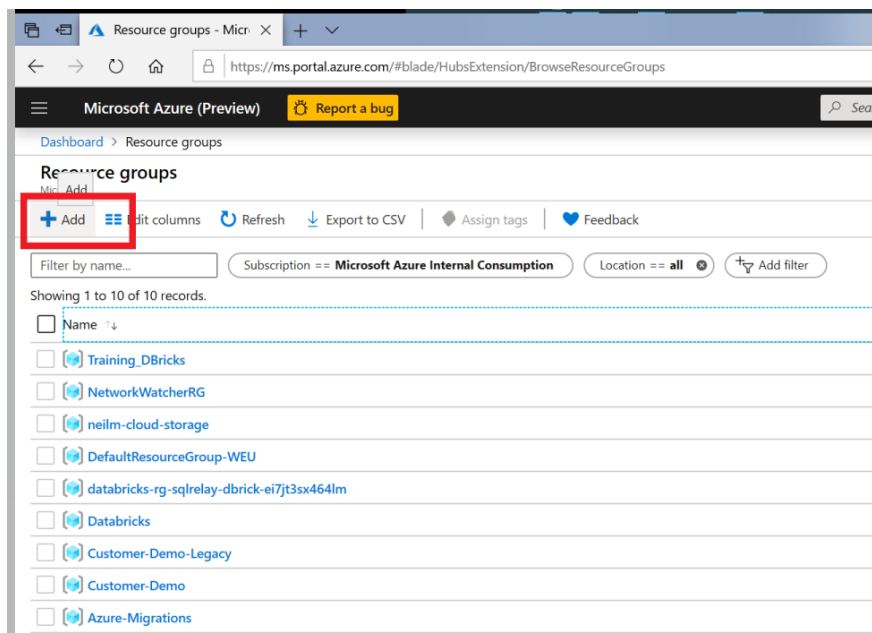 Resource groups - Micr
https://ms.portal.azure.com/#blade/HubsExtension/BrowseResourceGroups
Microsoft Azure (Preview) Report a bug Sea
Dashboard > Resource groups
Resource groups
Mic Add
Add Edit columns Refresh Export to CSV Assign tags Feedback
Filter by name... Subscription == Microsoft Azure Internal Consumption Location == all Add filter
Showing 1 to 10 of 10 records.
Name
Training_DBricks
NetworkWatcherRG
neilm-cloud-storage
DefaultResourceGroup-WEU
databricks-rg-sqlrelay-dbrick-ei7jt3sx464lm
Databricks
Customer-Demo-Legacy
Customer-Demo
Azure-Migrations